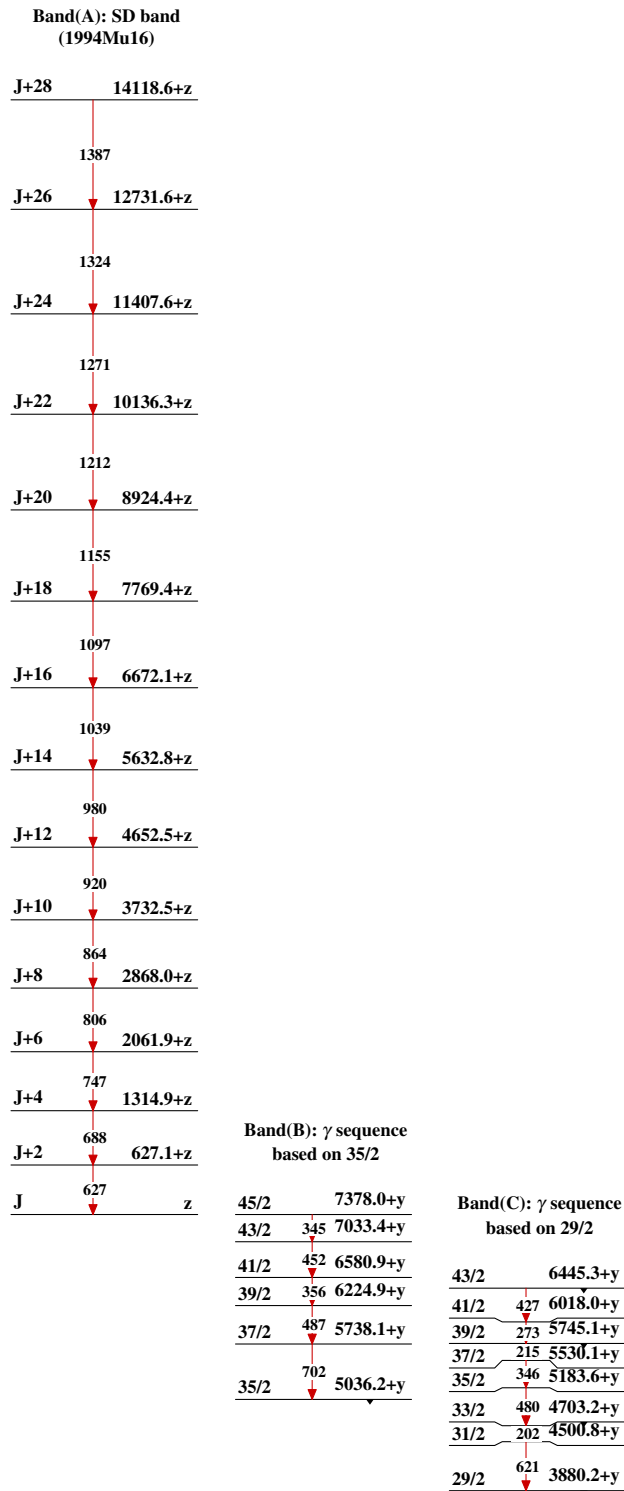 Band(A): SD band
(1994Mu16)
J+28 14118.6+z
1387
J+26 12731.6+z
1324
J+24 11407.6+z
1271
J+22 10136.3+z
1212
J+20 8924.4+z
1155
J+18 7769.4+z
1097
J+16 6672.1+z
1039
J+14 5632.8+z
980
J+12 4652.5+z
920
J+10 3732.5+z
864
J+8 2868.0+z
806
J+6 2061.9+z
747
J+4 1314.9+z
688
J+2 627.1+z
627
J z
Band(B): γ sequence
based on 35/2
45/2 7378.0+y
345
43/2 7033.4+y
452
41/2 6580.9+y
356
39/2 6224.9+y
487
37/2 5738.1+y
702
35/2 5036.2+y
Band(C): γ sequence
based on 29/2
43/2 6445.3+y
427
41/2 6018.0+y
273
39/2 5745.1+y
215
37/2 5530.1+y
346
35/2 5183.6+y
480
33/2 4703.2+y
202
31/2 4500.8+y
621
29/2 3880.2+y